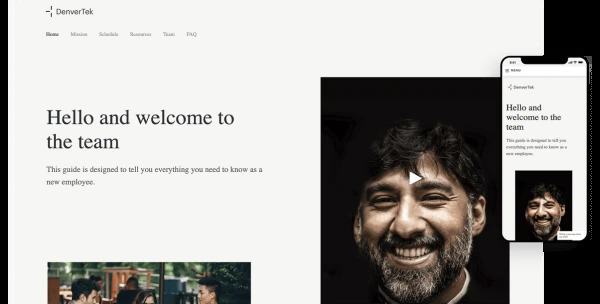 DenverTek
Home Mission Schedule Resources Team FAQ
Hello and welcome to
the team
This guide is designed to tell you everything you need to know as a
new employee.
MENU
DenverTek
Hello and
welcome to the
team
This guide is designed to tell you
everything you need to know as a
new employee.